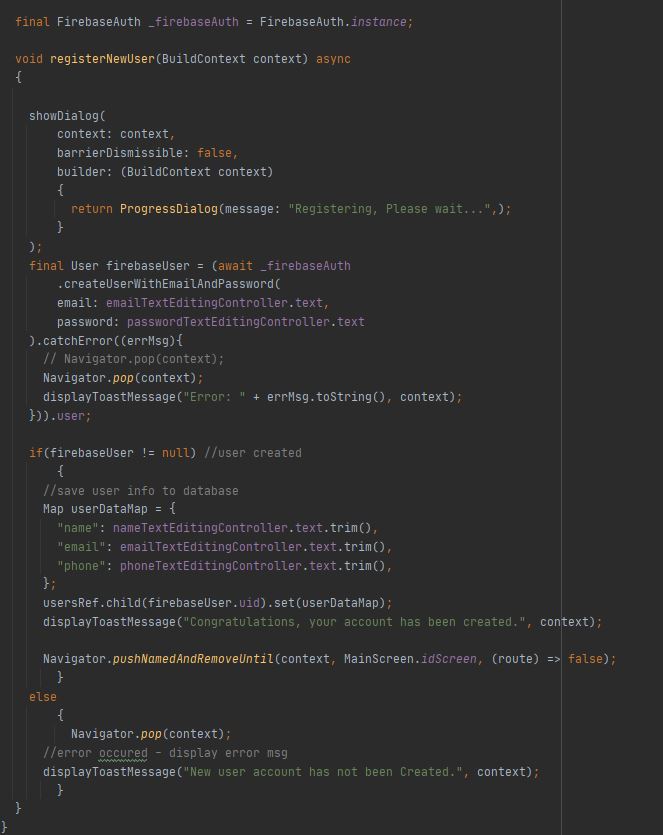 final FirebaseAuth _firebaseAuth = FirebaseAuth.instance;
void registerNewUser(BuildContext context) async
{
showDialog(
context: context,
barrierDismissible: false,
builder: (BuildContext context)
{
return ProgressDialog(message: "Registering, Please wait...",);
}
);
final User firebaseUser = (await _firebaseAuth
.createUserWithEmailAndPassword(
email: emailTextEditingController.text,
password: passwordTextEditingController.text
).catchError((errMsg){
// Navigator.pop(context);
Navigator.pop(context);
displayToastMessage("Error: " + errMsg.toString(), context);
})).user;
if(firebaseUser != null) //user created
{
//save user info to database
Map userDataMap = {
"name": nameTextEditingController.text.trim(),
"email": emailTextEditingController.text.trim(),
"phone": phoneTextEditingController.text.trim(),
};
usersRef.child(firebaseUser.uid).set(userDataMap);
displayToastMessage("Congratulations, your account has been created.", context);
Navigator.pushNamedAndRemoveUntil(context, MainScreen.idScreen, (route) => false);
}
else
{
Navigator.pop(context);
//error occured - display error msg
displayToastMessage("New user account has not been Created.", context);
}
}
}